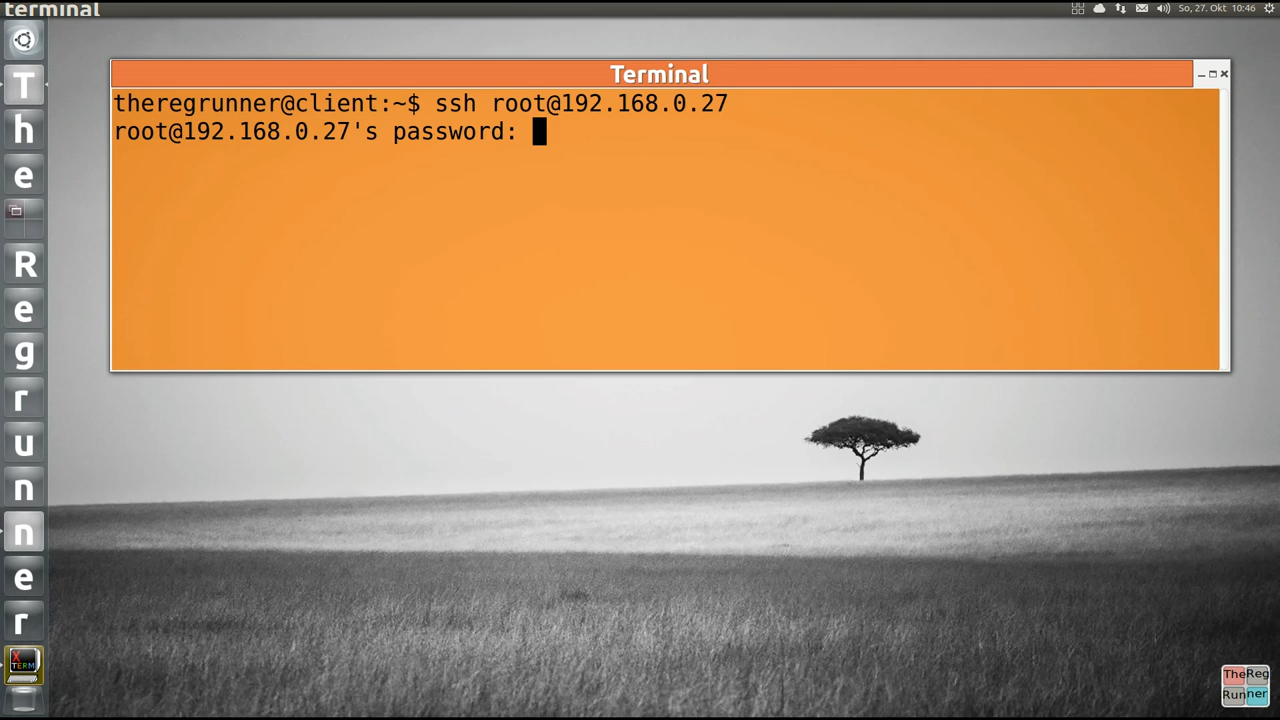 terminal
So, 27. Okt 10:46
Terminal
theregrunner@client:~$ ssh root@192.168.0.27
root@192.168.0.27's password:
T
h
e
R
e
g
r
u
n
n
e
r
X
TERM
TheReg
Runner